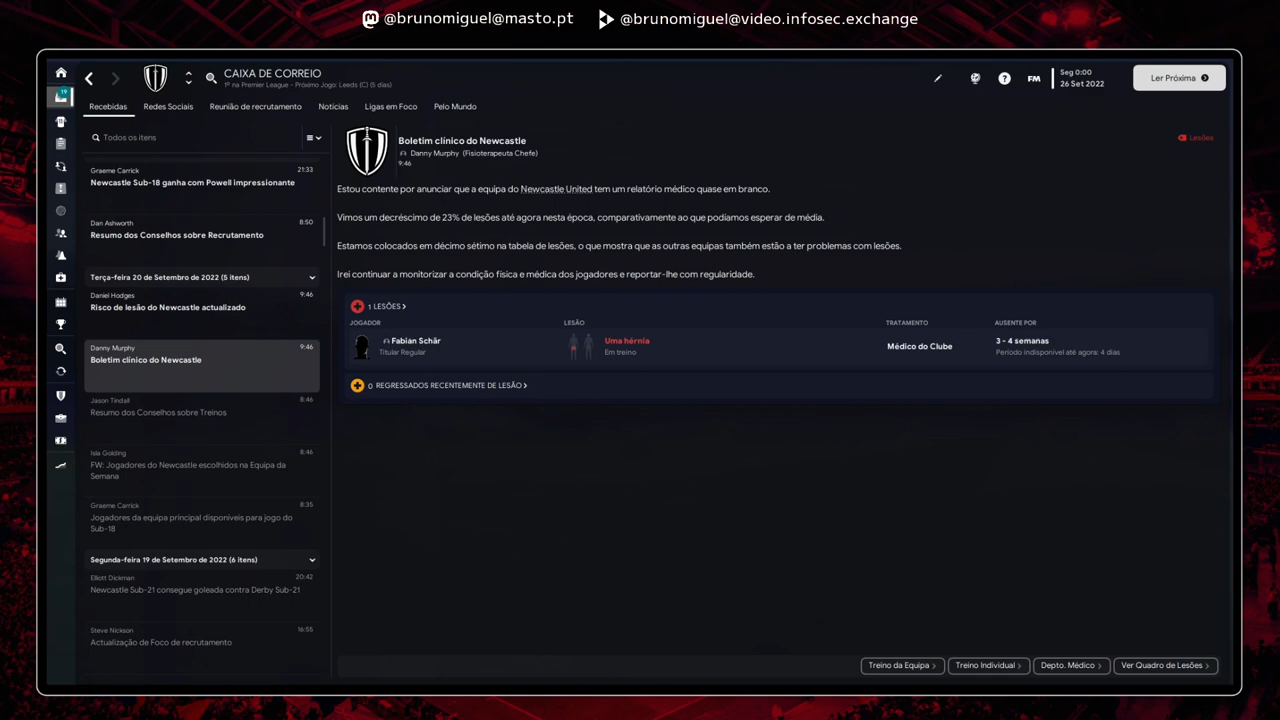 @brunomiguel@masto.pt @brunomiguel@video.infosec.exchange
CAIXA DE CORREIO
1º na Premier League - Próximo Jogo: Leeds (C) (5 dias)
FM
Seg 0:00
26 Set 2022
Ler Próxima
19
Recebidas Redes Sociais Reunião de recrutamento Notícias Ligas em Foco Pelo Mundo
Todos os itens
Graeme Carrick 21:33
Newcastle Sub-18 ganha com Powell impressionante
Dan Ashworth 8:50
Resumo dos Conselhos sobre Recrutamento
Terça-feira 20 de Setembro de 2022 (5 itens)
Daniel Hodges 9:46
Risco de lesão do Newcastle actualizado
Danny Murphy 9:46
Boletim clínico do Newcastle
Jason Tindall 8:46
Resumo dos Conselhos sobre Treinos
Isla Golding 8:46
FW: Jogadores do Newcastle escolhidos na Equipa da
Semana
Graeme Carrick 8:35
Jogadores da equipa principal disponíveis para jogo do
Sub-18
Segunda-feira 19 de Setembro de 2022 (6 itens)
Elliott Dickman 20:42
Newcastle Sub-21 consegue goleada contra Derby Sub-21
Steve Nickson 16:55
Actualização de Foco de recrutamento
Boletim clínico do Newcastle
Danny Murphy (Fisioterapeuta Chefe)
9:46
Lesões
Estou contente por anunciar que a equipa do Newcastle United tem um relatório médico quase em branco.
Vimos um decréscimo de 23% de lesões até agora nesta época, comparativamente ao que podíamos esperar de média.
Estamos colocados em décimo sétimo na tabela de lesões, o que mostra que as outras equipas também estão a ter problemas com lesões.
Irei continuar a monitorizar a condição física e médica dos jogadores e reportar-lhe com regularidade.
1 LESÕES
JOGADOR LESÃO TRATAMENTO AUSENTE POR
Fabian Schär Uma hérnia Médico do Clube 3 - 4 semanas
Titular Regular Em treino Período indisponível até agora: 4 dias
0 REGRESSADOS RECENTEMENTE DE LESÃO
Treino da Equipa Treino Individual Depto. Médico Ver Quadro de Lesões